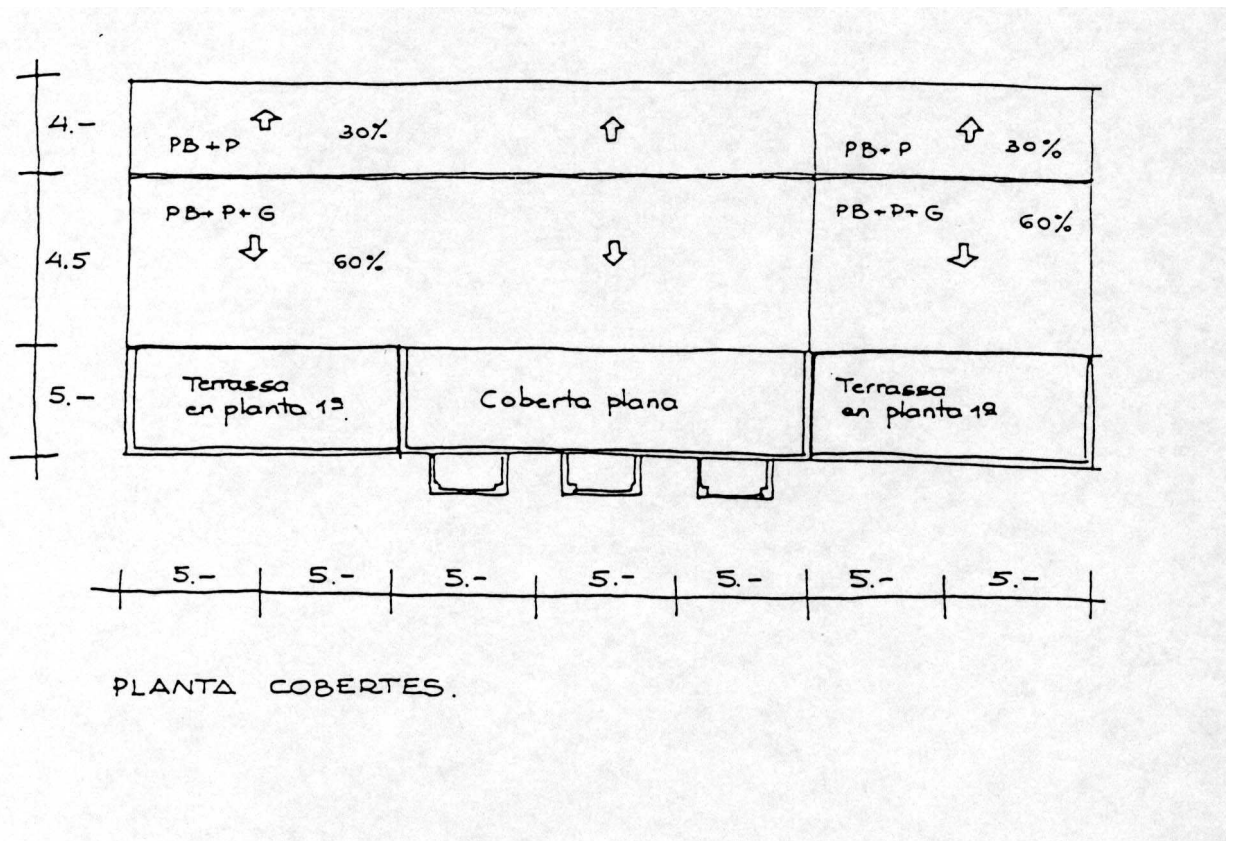 4.-
PB+P
30%
PB+P
30%
4.5
PB+P+G
60%
PB+P+G
60%
5.-
Terrassa
en planta 1ª.
Coberta plana
Terrassa
en planta 1ª
5.- 5.- 5.- 5.- 5.- 5.- 5.-
PLANTA COBERTES.